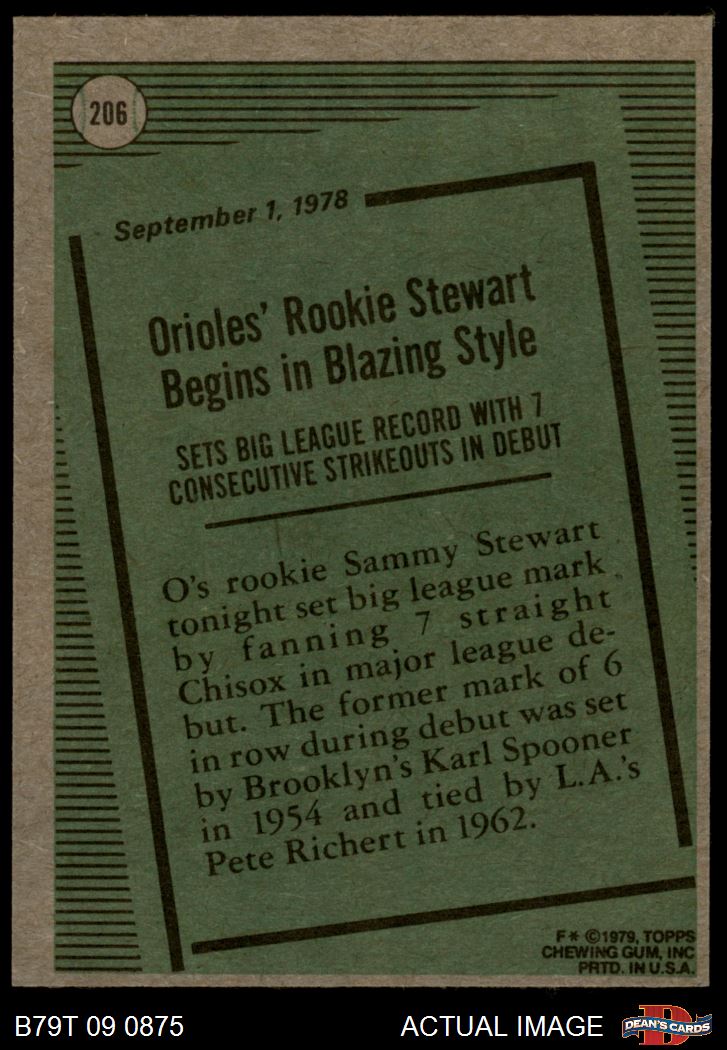 206
September 1, 1978
Orioles' Rookie Stewart
Begins in Blazing Style
SETS BIG LEAGUE RECORD WITH 7
CONSECUTIVE STRIKEOUTS IN DEBUT
O's rookie Sammy Stewart
tonight set big league mark
by fanning 7 straight
Chisox in major league de-
but. The former mark of 6
in row during debut was set
by Brooklyn's Karl Spooner
in 1954 and tied by L.A.'s
Pete Richert in 1962.
F* ©1979, TOPPS
CHEWING GUM, INC
PRTD. IN U.S.A.
B79T 09 0875
ACTUAL IMAGE
D
DEAN'S CARDS